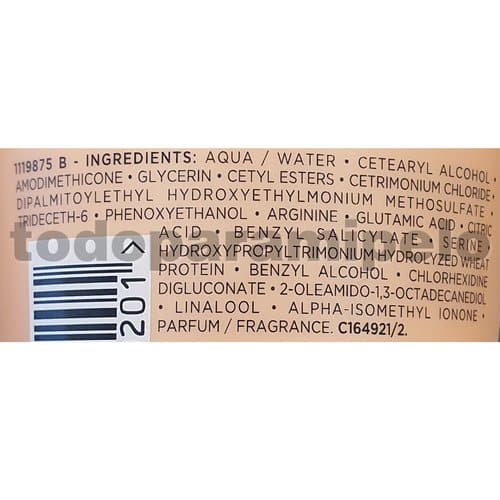 1119875 B - INGREDIENTS: AQUA / WATER • CETEARYL ALCOHOL •
AMODIMETHICONE • GLYCERIN • CETYL ESTERS • CETRIMONIUM CHLORIDE •
DIPALMITOYLETHYL HYDROXYETHYLMONIUM METHOSULFATE •
TRIDECETH-6 • PHENOXYETHANOL • ARGININE • GLUTAMIC ACID • CITRIC
ACID • BENZYL SALICYLATE • SERINE •
HYDROXYPROPYLTRIMONIUM HYDROLYZED WHEAT
PROTEIN • BENZYL ALCOHOL • CHLORHEXIDINE
DIGLUCONATE • 2-OLEAMIDO-1,3-OCTADECANEDIOL
• LINALOOL • ALPHA-ISOMETHYL IONONE •
PARFUM / FRAGRANCE. C164921/2.
201 >
todoparamipelo